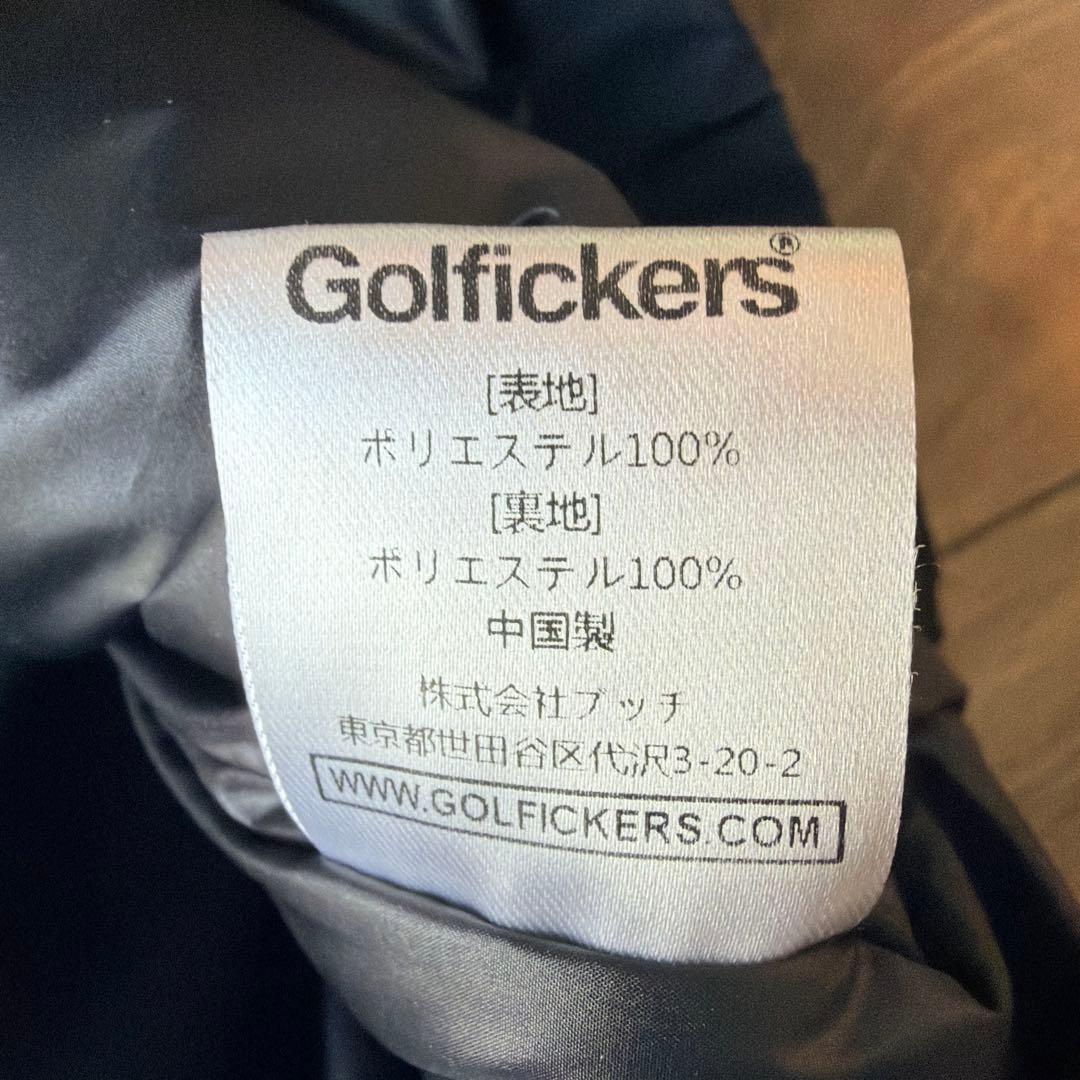 Golfickers®
[表地]
ポリエステル100%
[裏地]
ポリエステル100%
中国製
株式会社ブッチ
東京都世田谷区代沢3-20-2
WWW.GOLFICKERS.COM